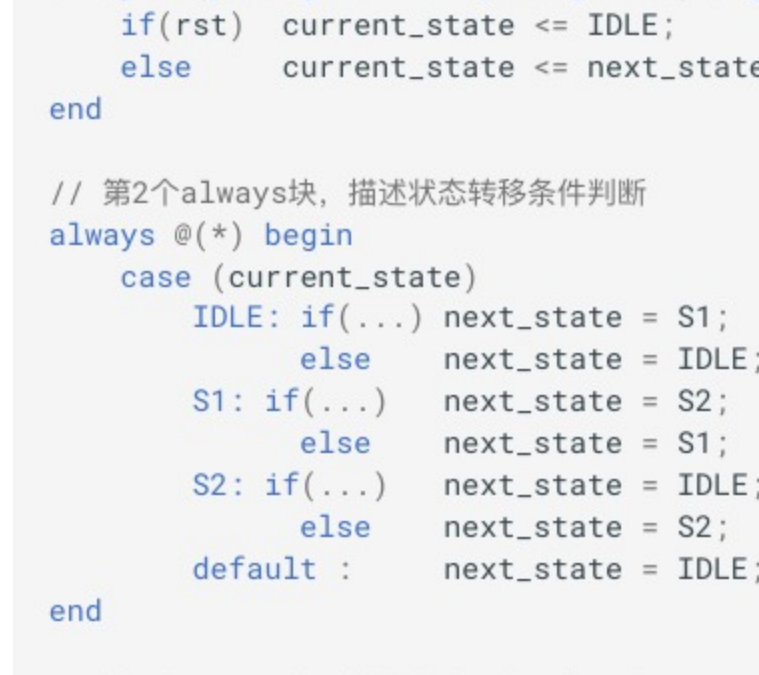 if(rst)  current_state <= IDLE;
else     current_state <= next_state
end
// 第2个always块，描述状态转移条件判断
always @(*) begin
case (current_state)
IDLE: if(...) next_state = S1;
else    next_state = IDLE;
S1: if(...)   next_state = S2;
else    next_state = S1;
S2: if(...)   next_state = IDLE;
else    next_state = S2;
default :     next_state = IDLE;
end